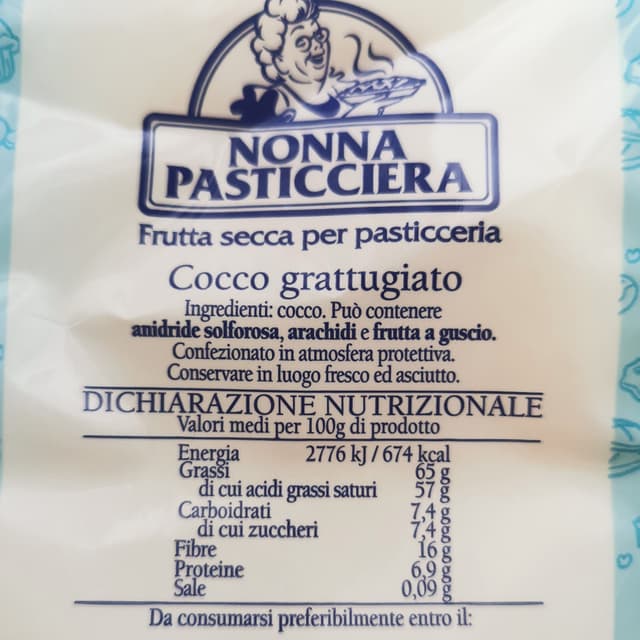 NONNA
PASTICCIERA
Frutta secca per pasticceria
Cocco grattugiato
Ingredienti: cocco. Può contenere
anidride solforosa, arachidi e frutta a guscio.
Confezionato in atmosfera protettiva.
Conservare in luogo fresco ed asciutto.
DICHIARAZIONE NUTRIZIONALE
Valori medi per 100g di prodotto
Energia 2776 kJ / 674 kcal
Grassi 65 g
di cui acidi grassi saturi 57 g
Carboidrati 7,4 g
di cui zuccheri 7,4 g
Fibre 16 g
Proteine 6,9 g
Sale 0,09 g
Da consumarsi preferibilmente entro il: